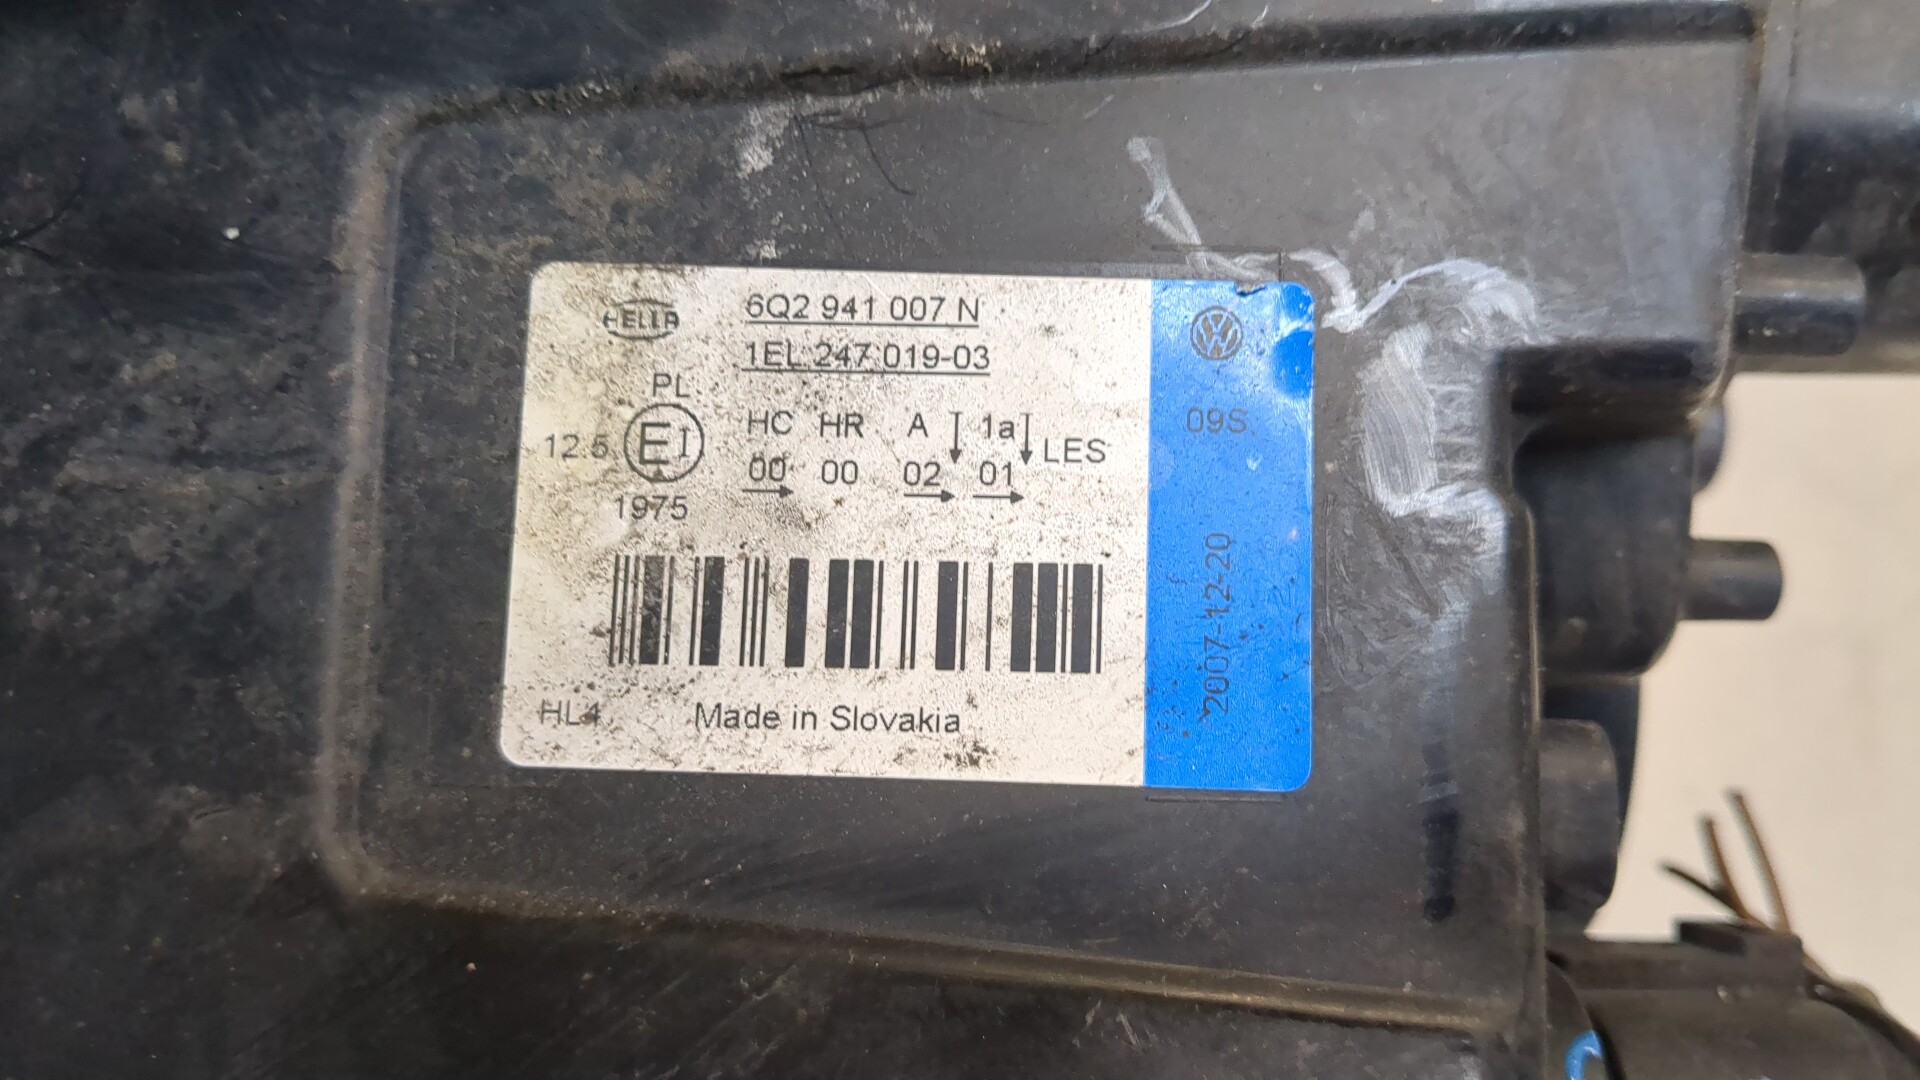 HELLA
6Q2 941 007 N
1EL 247 019-03
PL
12.5 E1
1975
HC HR A 1a
00 00 02 01
LES
HL4
Made in Slovakia
VW
09S
2007-12-20